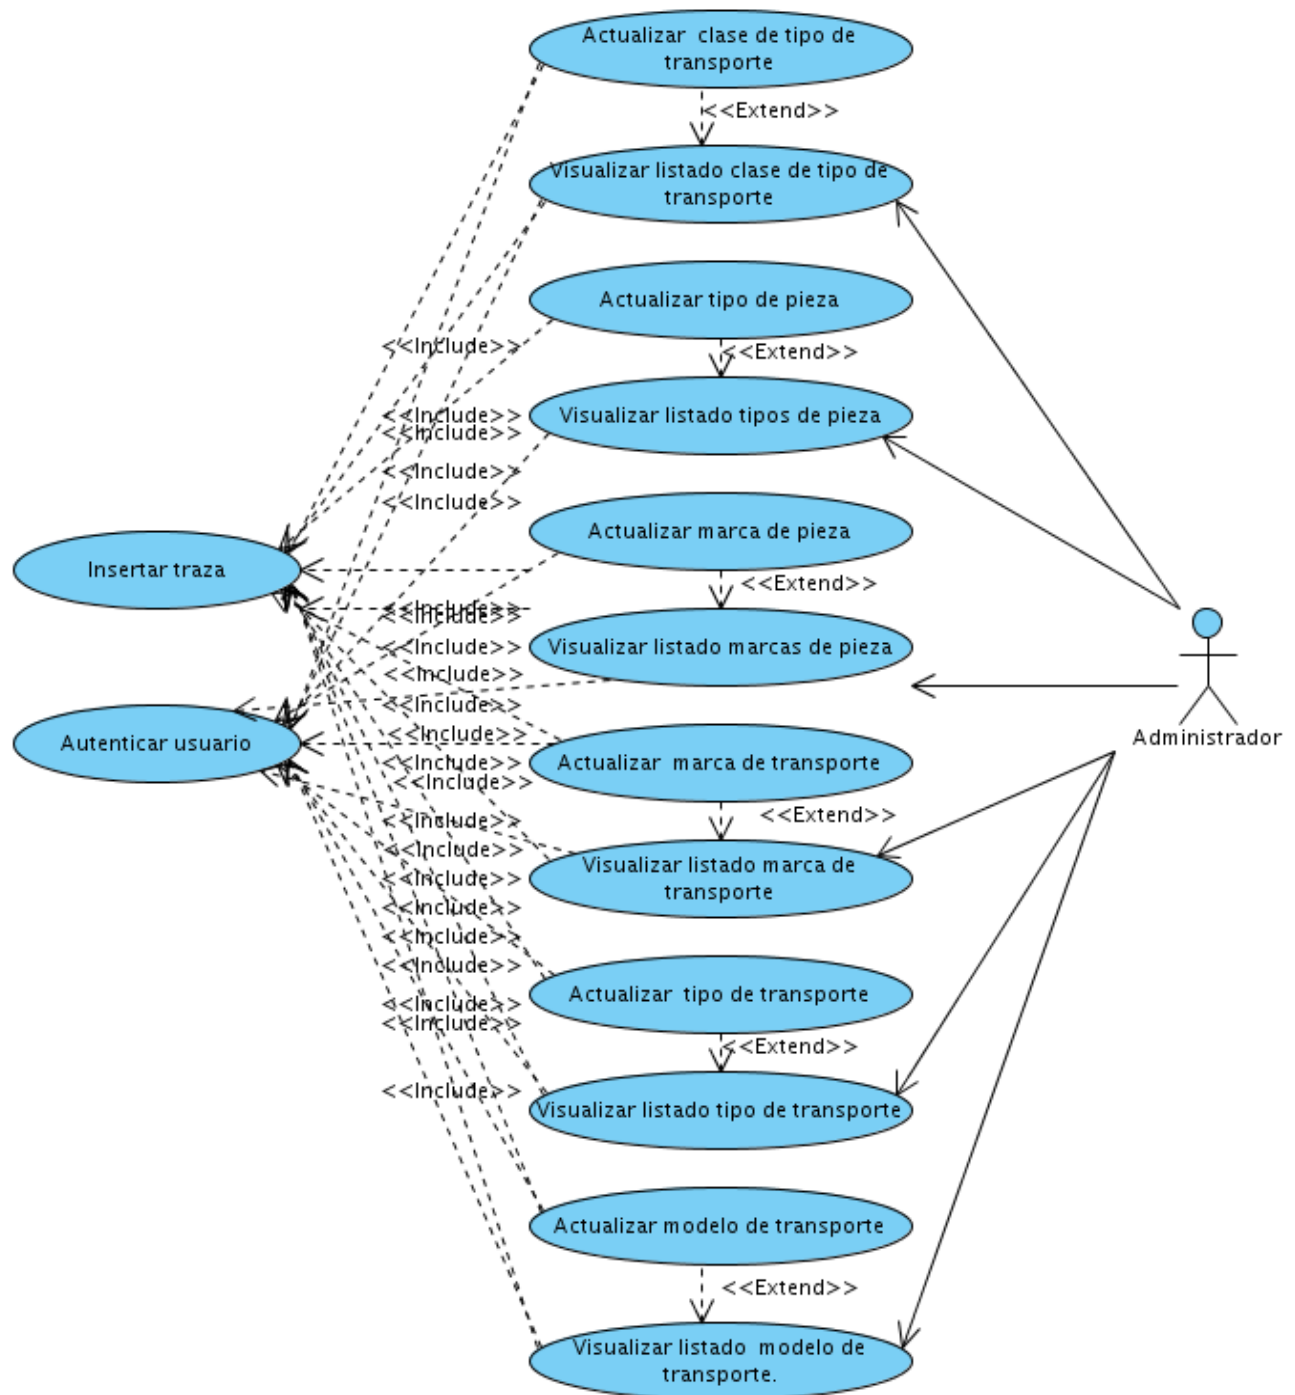 Actualizar  clase de tipo de
transporte
<<Extend>>
Visualizar listado clase de tipo de
transporte
Actualizar tipo de pieza
<<Include>>
<<Extend>>
Visualizar listado tipos de pieza
<<Include>>
<<Include>>
<<Include>>
<<Include>>
Actualizar marca de pieza
Insertar traza
<<Extend>>
<<Include>>
<<Include>>
Visualizar listado marcas de pieza
<<Include>>
<<Include>>
<<Include>>
<<Include>>
Administrador
Autenticar usuario
<<Include>>
Actualizar  marca de transporte
<<Include>>
<<Extend>>
<<Include>>
<<Include>>
Visualizar listado marca de
transporte
<<Include>>
<<Include>>
<<Include>>
<<Include>>
Actualizar  tipo de transporte
<<Include>>
<<Include>>
<<Extend>>
<<Include>>
Visualizar listado tipo de transporte
Actualizar modelo de transporte
<<Extend>>
Visualizar listado  modelo de
transporte.